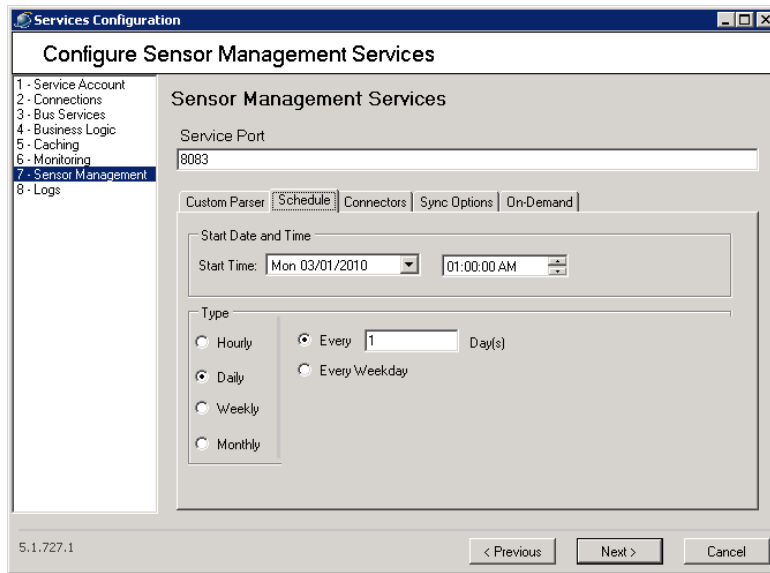 Services Configuration
Configure Sensor Management Services
1 - Service Account
2 - Connections
3 - Bus Services
4 - Business Logic
5 - Caching
6 - Monitoring
7 - Sensor Management
8 - Logs
Sensor Management Services
Service Port
8083
Custom Parser Schedule Connectors Sync Options On-Demand
Start Date and Time
Start Time: Mon 03/01/2010 01:00:00 AM
Type
Hourly Every 1 Day(s)
Daily Every Weekday
Weekly
Monthly
5.1.727.1
< Previous Next > Cancel